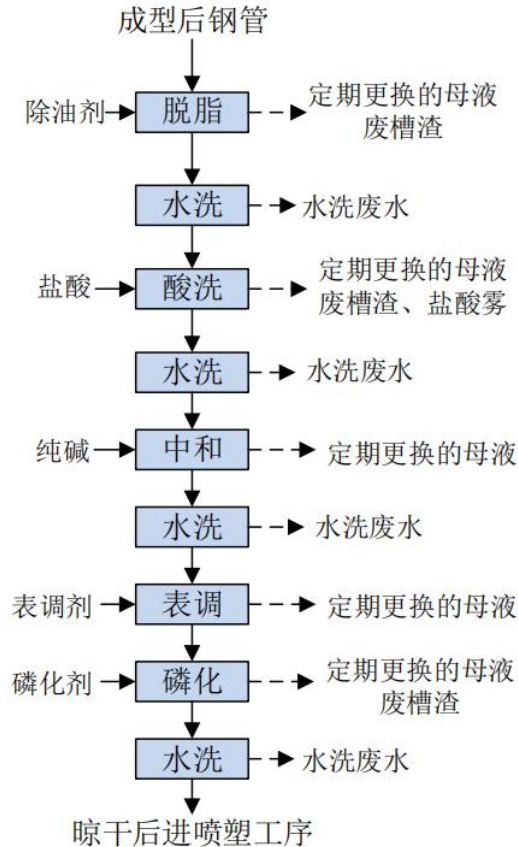 成型后钢管
除油剂
脱脂
定期更换的母液
废槽渣
水洗
水洗废水
盐酸
酸洗
定期更换的母液
废槽渣、盐酸雾
水洗
水洗废水
纯碱
中和
定期更换的母液
水洗
水洗废水
表调剂
表调
定期更换的母液
磷化剂
磷化
定期更换的母液
废槽渣
水洗
水洗废水
晾干后进喷塑工序